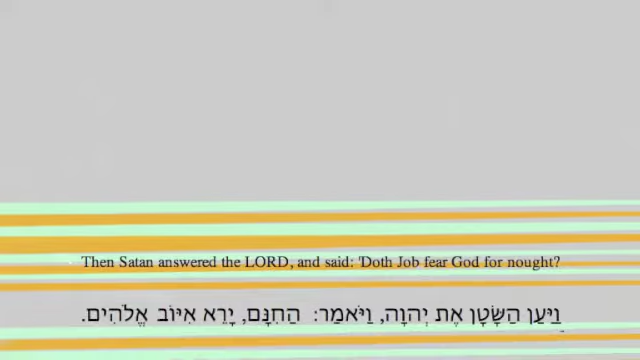 Then Satan answered the LORD, and said: 'Doth Job fear God for nought?
וַיַּעַן הַשָּׂטָן אֶת יְהוָה, וַיֹּאמַר:  הַחִנָּם, יָרֵא אִיּוֹב אֱלֹהִים.